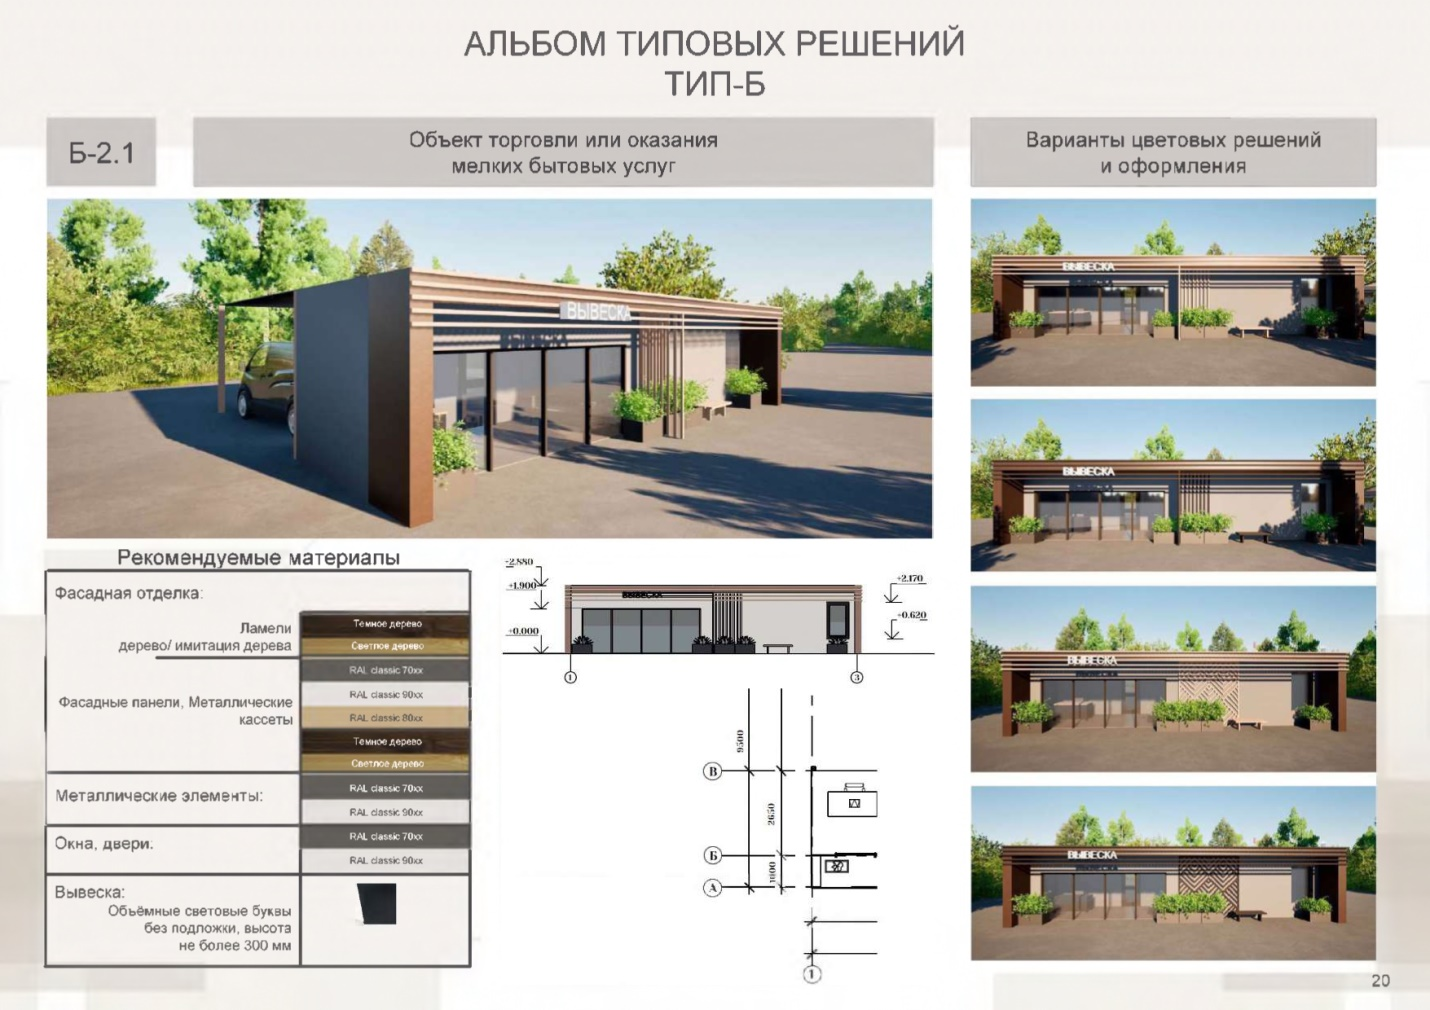 АЛЬБОМ ТИПОВЫХ РЕШЕНИЙ
ТИП-Б
Б-2.1
Объект торговли или оказания
мелких бытовых услуг
Варианты цветовых решений
и оформления
ВЫВЕСКА
ВЫВЕСКА
ВЫВЕСКА
ВЫВЕСКА
ВЫВЕСКА
Рекомендуемые материалы
Фасадная отделка:
Ламели
дерево/ имитация дерева
Темное дерево
Светлое дерево
Фасадные панели, Металлические
кассеты
RAL classic 70xx
RAL classic 90xx
RAL classic 80xx
Темное дерево
Светлое дерево
Металлические элементы:
RAL classic 70xx
RAL classic 90xx
Окна, двери.
RAL classic 70xx
RAL classic 90xx
Вывеска:
Объёмные световые буквы
без подложки, высота
не более 300 мм
+2.880
+1.900
+0.000
ВЫВЕСКА
+2.170
+0.620
1
3
9500
В
2650
Б
А
1
20